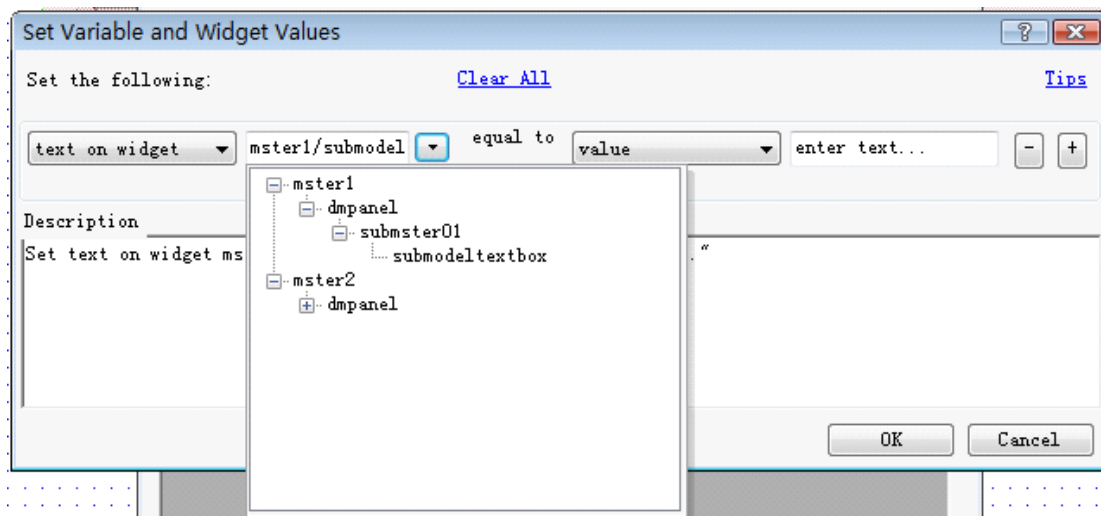 Set Variable and Widget Values
Set the following: Clear All Tips
text on widget mster1/submodel equal to value enter text... - +
mster1
dmpanel
submster01
submodeltextbox
mster2
dmpanel
Description
Set text on widget ms ."
OK Cancel